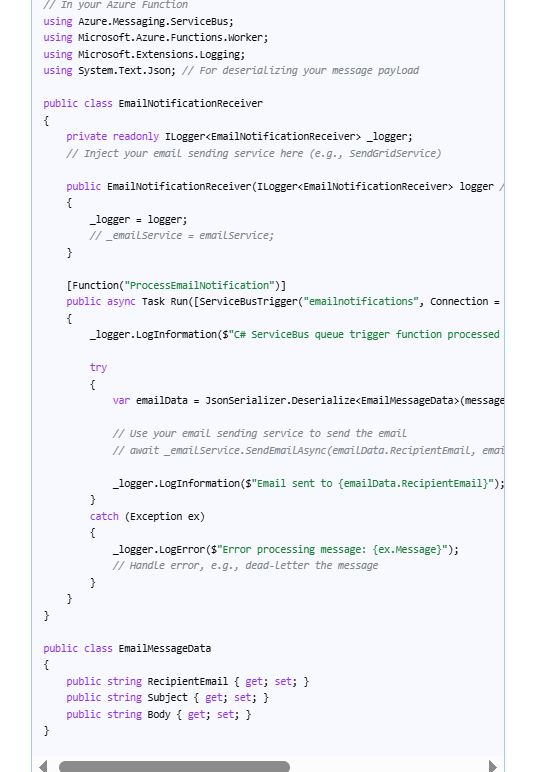 // In your Azure Function
using Azure.Messaging.ServiceBus;
using Microsoft.Azure.Functions.Worker;
using Microsoft.Extensions.Logging;
using System.Text.Json; // For deserializing your message payload
public class EmailNotificationReceiver
{
private readonly ILogger<EmailNotificationReceiver> _logger;
// Inject your email sending service here (e.g., SendGridService)
public EmailNotificationReceiver(ILogger<EmailNotificationReceiver> logger /
{
_logger = logger;
// _emailService = emailService;
}
[Function("ProcessEmailNotification")]
public async Task Run([ServiceBusTrigger("emailnotifications", Connection =
{
_logger.LogInformation($"C# ServiceBus queue trigger function processed
try
{
var emailData = JsonSerializer.Deserialize<EmailMessageData>(message
// Use your email sending service to send the email
// await _emailService.SendEmailAsync(emailData.RecipientEmail, emai
_logger.LogInformation($"Email sent to {emailData.RecipientEmail}");
}
catch (Exception ex)
{
_logger.LogError($"Error processing message: {ex.Message}");
// Handle error, e.g., dead-letter the message
}
}
}
public class EmailMessageData
{
public string RecipientEmail { get; set; }
public string Subject { get; set; }
public string Body { get; set; }
}